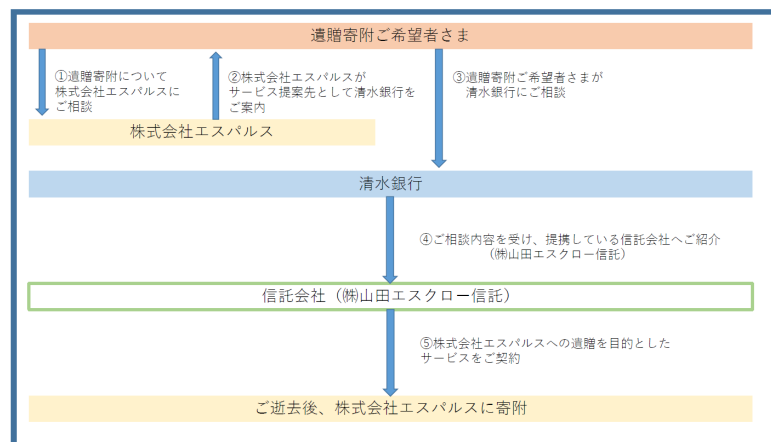 遺贈寄附ご希望者さま
①遺贈寄附について
株式会社エスパルスに
ご相談
②株式会社エスパルスが
サービス提案先として清水銀行を
ご案内
③遺贈寄附ご希望者さまが
清水銀行にご相談
株式会社エスパルス
清水銀行
④ご相談内容を受け、提携している信託会社へご紹介
（㈱山田エスクロー信託）
信託会社（㈱山田エスクロー信託）
⑤株式会社エスパルスへの遺贈を目的とした
サービスをご契約
ご逝去後、株式会社エスパルスに寄附